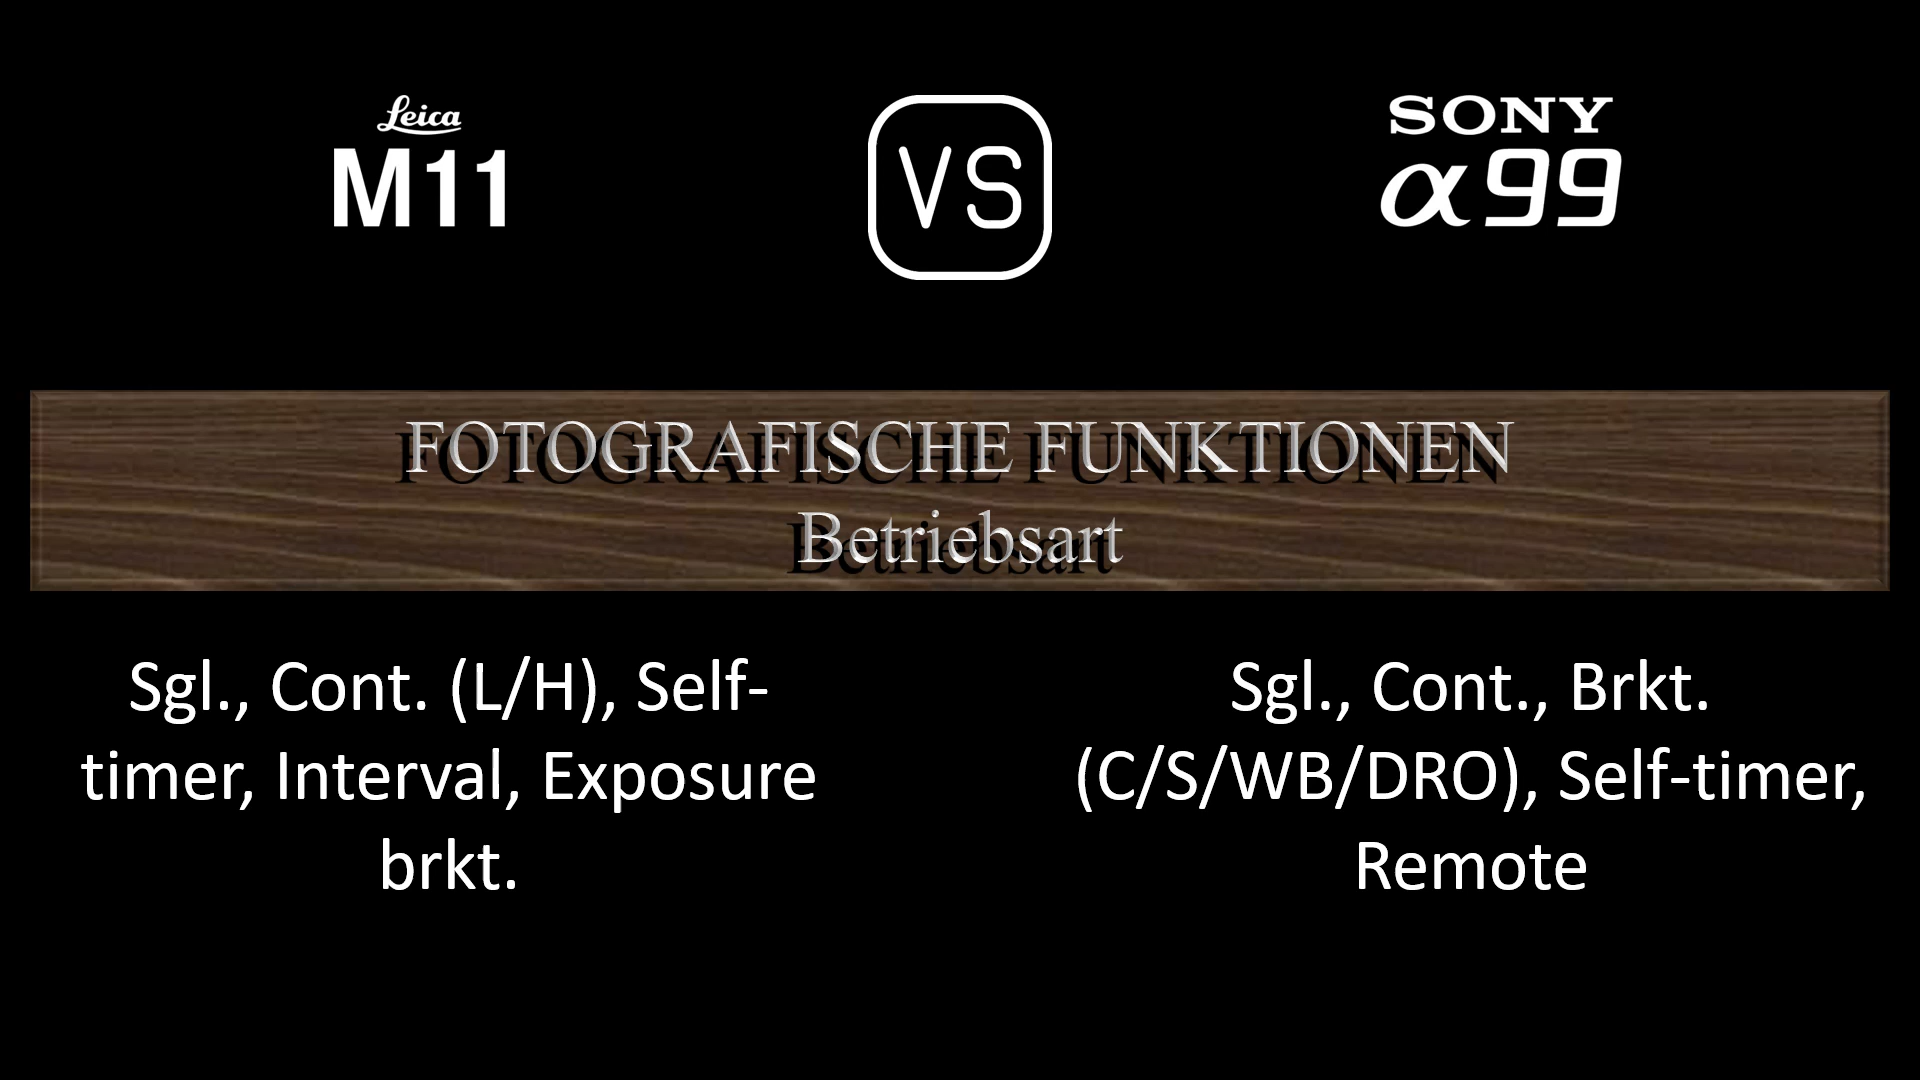 Leica
M11
VS
SONY
α99
FOTOGRAFISCHE FUNKTIONEN
Betriebsart
Sgl., Cont. (L/H), Self-
timer, Interval, Exposure
brkt.
Sgl., Cont., Brkt.
(C/S/WB/DRO), Self-timer,
Remote